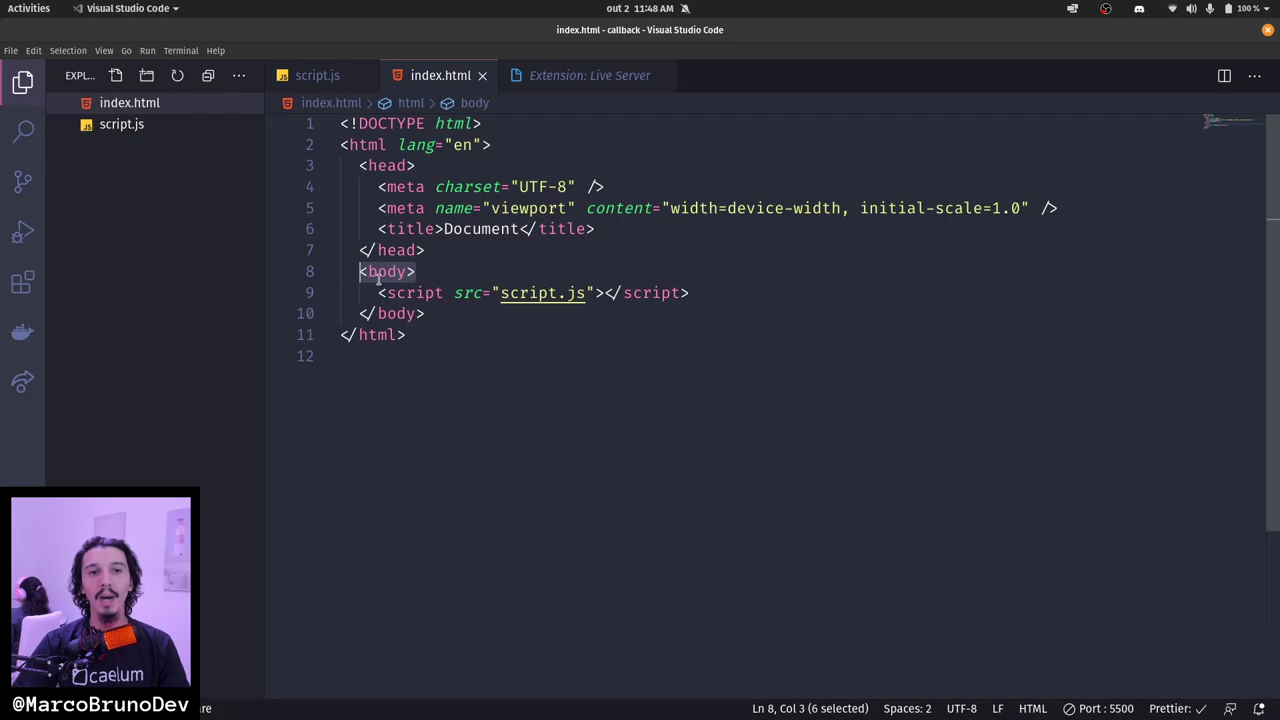 Activities
Visual Studio Code
out 2 11:48 AM
100 %
index.html - callback - Visual Studio Code
File Edit Selection View Go Run Terminal Help
EXPL...
script.js
index.html
Extension: Live Server
index.html
script.js
index.html > html > body
1 <!DOCTYPE html>
2 <html lang="en">
3 <head>
4 <meta charset="UTF-8" />
5 <meta name="viewport" content="width=device-width, initial-scale=1.0" />
6 <title>Document</title>
7 </head>
8 <body>
9 <script src="script.js"></script>
10 </body>
11 </html>
12
caelum
@MarcoBrunoDev
are
Ln 8, Col 3 (6 selected)
Spaces: 2
UTF-8
LF
HTML
Port : 5500
Prettier: ✓